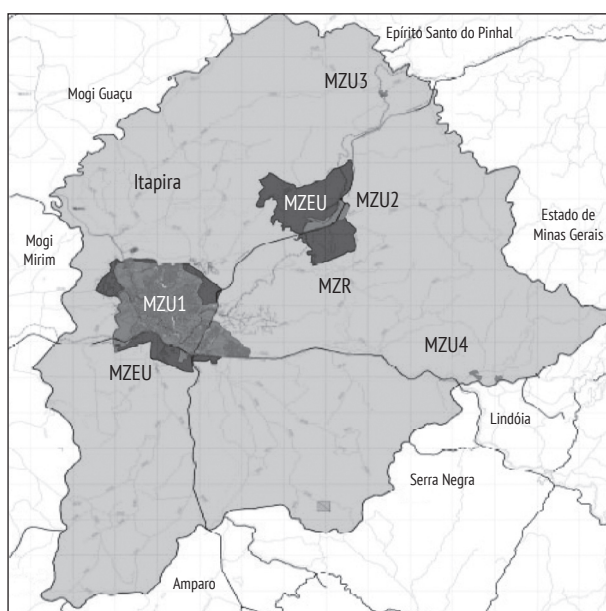 Epírito Santo do Pinhal
MZU3
Mogi Guaçu
Itapira
MZEU
MZU2
Estado de
Minas Gerais
Mogi
Mirim
MZR
MZU1
MZU4
MZEU
Lindóia
Serra Negra
Amparo